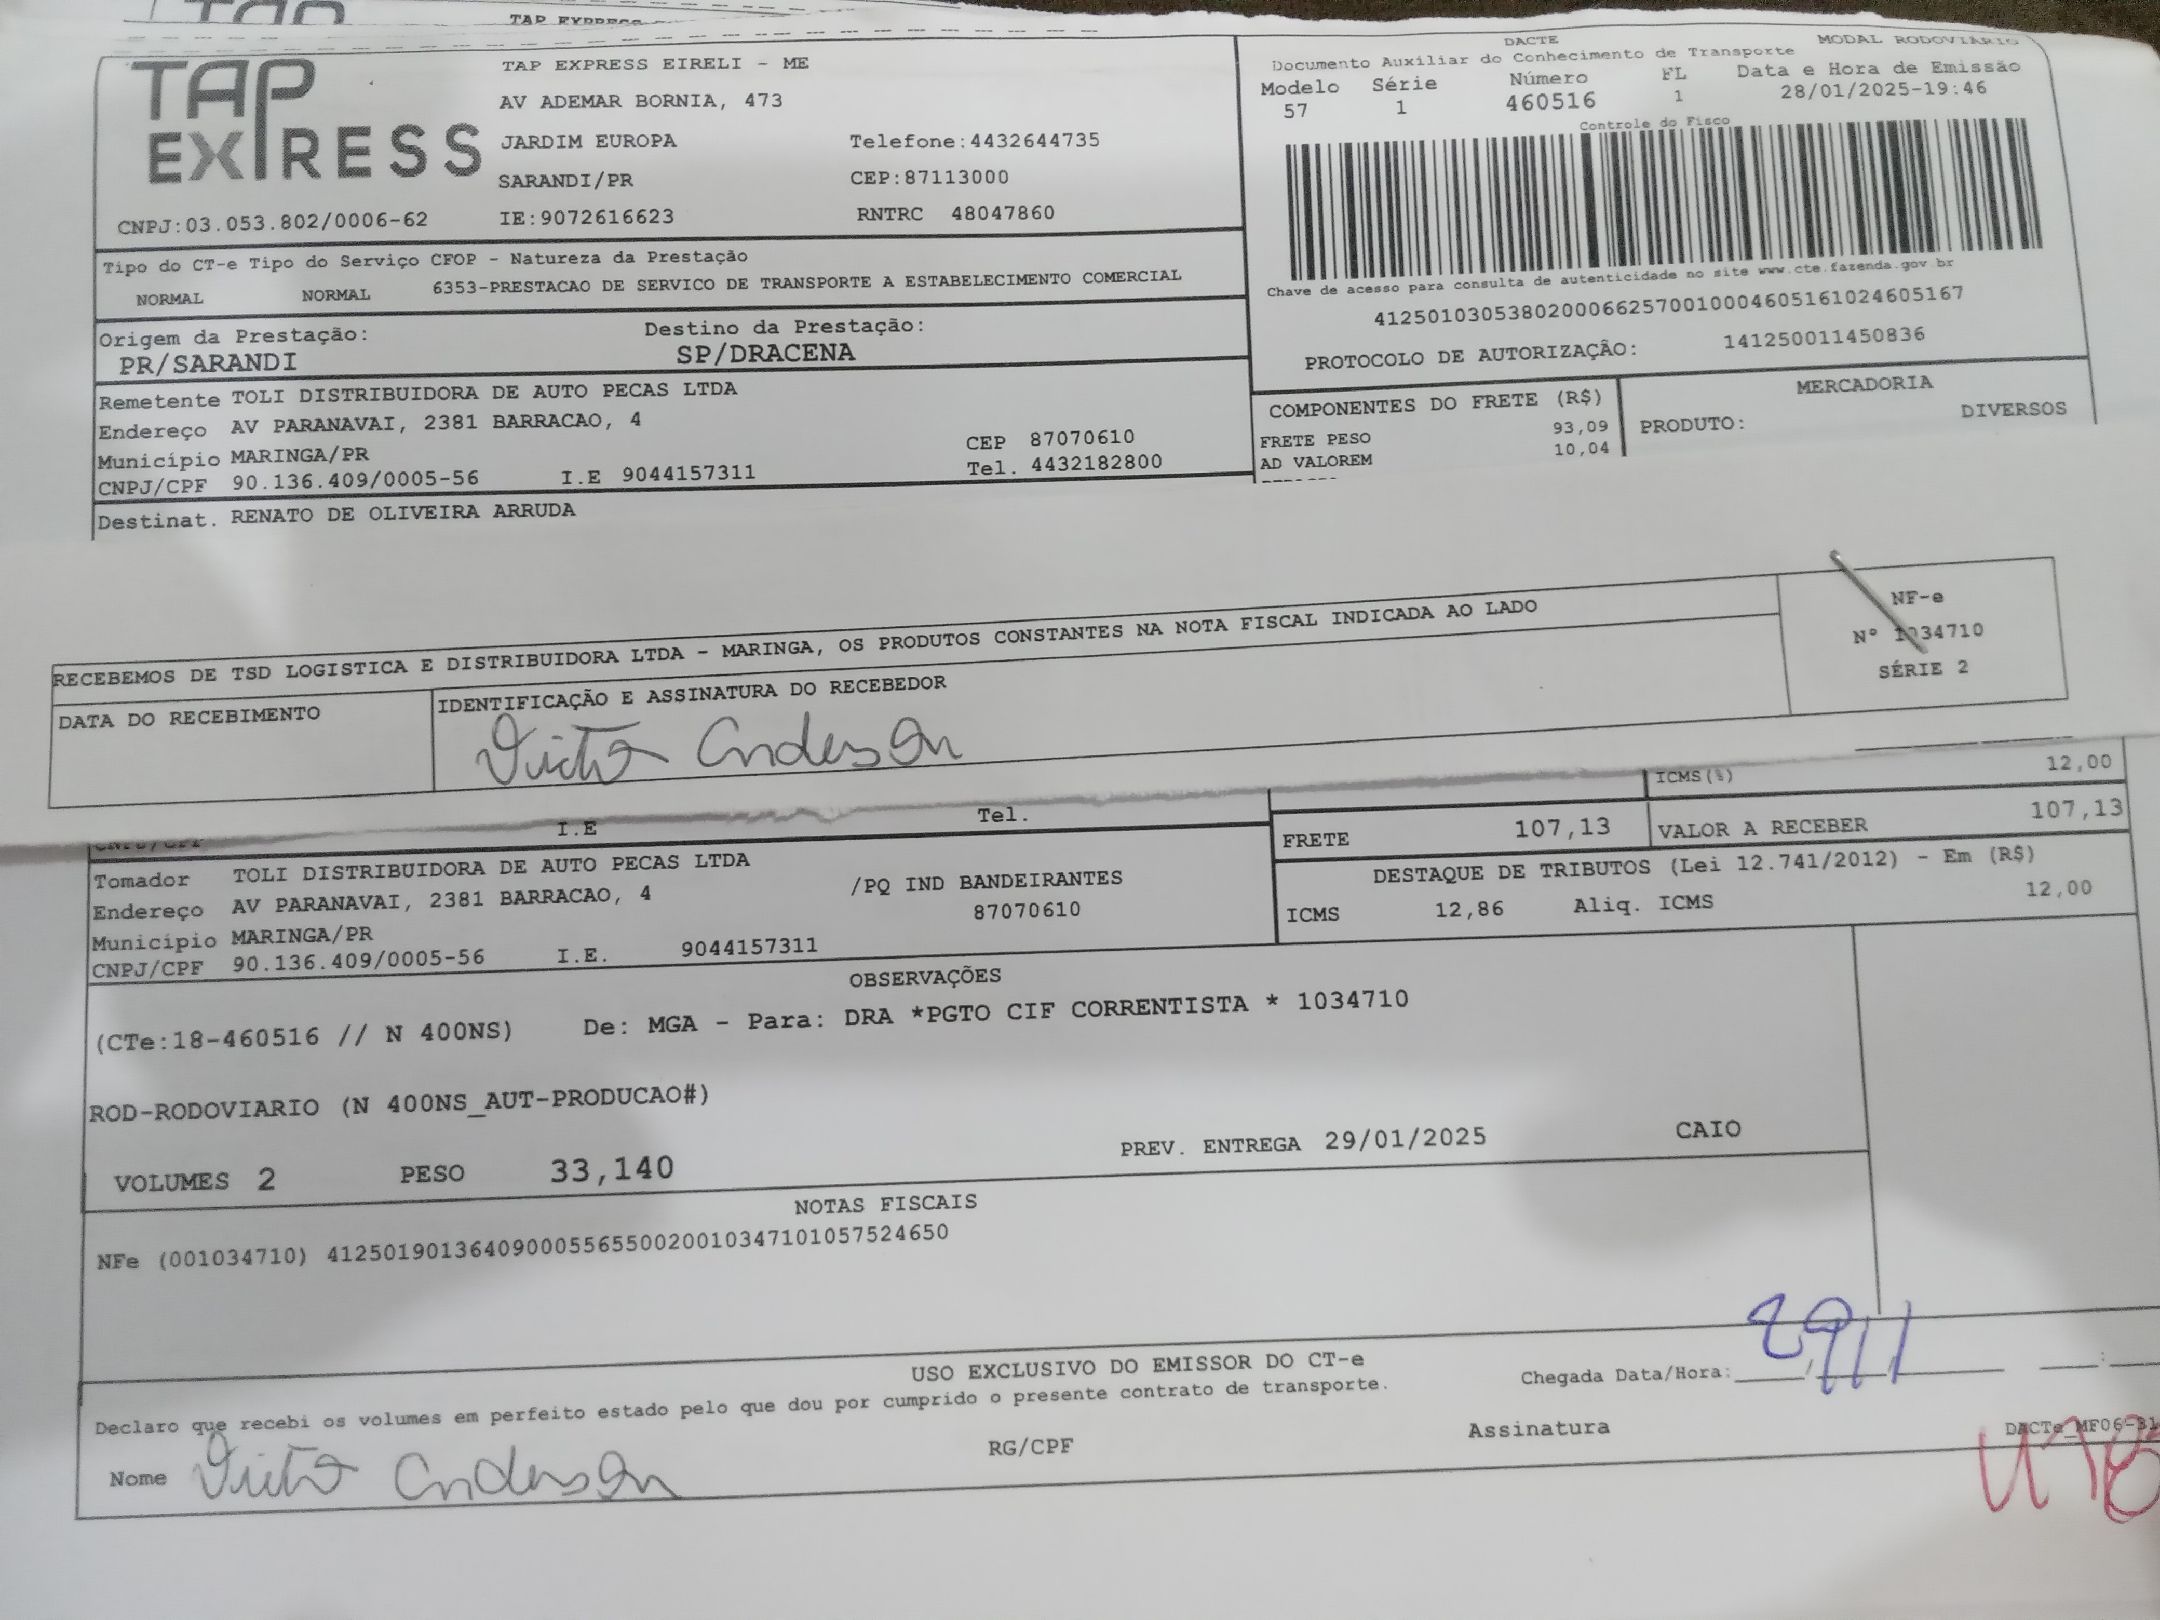 TAP EXPRESS
TAP EXPRESS EIRELI - ME
AV ADEMAR BORNIA, 473
JARDIM EUROPA Telefone:4432644735
SARANDI/PR CEP:87113000
CNPJ:03.053.802/0006-62 IE:9072616623 RNTRC 48047860
DACTE MODAL RODOVIARIO
Documento Auxiliar do Conhecimento de Transporte
Modelo Série Número FL Data e Hora de Emissão
57 1 460516 1 28/01/2025-19:46
Controle do Fisco
Chave de acesso para consulta de autenticidade no site www.cte.fazenda.gov.br
41250103053802000662570010004605161024605167
PROTOCOLO DE AUTORIZAÇÃO: 141250011450836
Tipo do CT-e Tipo do Serviço CFOP - Natureza da Prestação
NORMAL NORMAL 6353-PRESTACAO DE SERVICO DE TRANSPORTE A ESTABELECIMENTO COMERCIAL
Origem da Prestação: Destino da Prestação:
PR/SARANDI SP/DRACENA
Remetente TOLI DISTRIBUIDORA DE AUTO PECAS LTDA
Endereço AV PARANAVAI, 2381 BARRACAO, 4
Município MARINGA/PR CEP 87070610
CNPJ/CPF 90.136.409/0005-56 I.E 9044157311 Tel. 4432182800
COMPONENTES DO FRETE (R$) MERCADORIA
FRETE PESO 93,09 PRODUTO: DIVERSOS
AD VALOREM 10,04
Destinat. RENATO DE OLIVEIRA ARRUDA
RECEBEMOS DE TSD LOGISTICA E DISTRIBUIDORA LTDA - MARINGA, OS PRODUTOS CONSTANTES NA NOTA FISCAL INDICADA AO LADO
NF-e
Nº 1034710
SÉRIE 2
DATA DO RECEBIMENTO IDENTIFICAÇÃO E ASSINATURA DO RECEBEDOR
Victo Anderson
ICMS(%) 12,00
CNPJ/CPF I.E Tel.
FRETE 107,13 VALOR A RECEBER 107,13
Tomador TOLI DISTRIBUIDORA DE AUTO PECAS LTDA
Endereço AV PARANAVAI, 2381 BARRACAO, 4 /PQ IND BANDEIRANTES
Município MARINGA/PR 87070610
CNPJ/CPF 90.136.409/0005-56 I.E. 9044157311
DESTAQUE DE TRIBUTOS (Lei 12.741/2012) - Em (R$)
ICMS 12,86 Aliq. ICMS 12,00
OBSERVAÇÕES
(CTe:18-460516 // N 400NS) De: MGA - Para: DRA *PGTO CIF CORRENTISTA * 1034710
ROD-RODOVIARIO (N 400NS_AUT-PRODUCAO#)
VOLUMES 2 PESO 33,140 PREV. ENTREGA 29/01/2025 CAIO
NOTAS FISCAIS
NFe (001034710) 41250190136409000556550020010347101057524650
USO EXCLUSIVO DO EMISSOR DO CT-e
Declaro que recebi os volumes em perfeito estado pelo que dou por cumprido o presente contrato de transporte.
Chegada Data/Hora: 29/1/
Nome Victo Anderson RG/CPF Assinatura